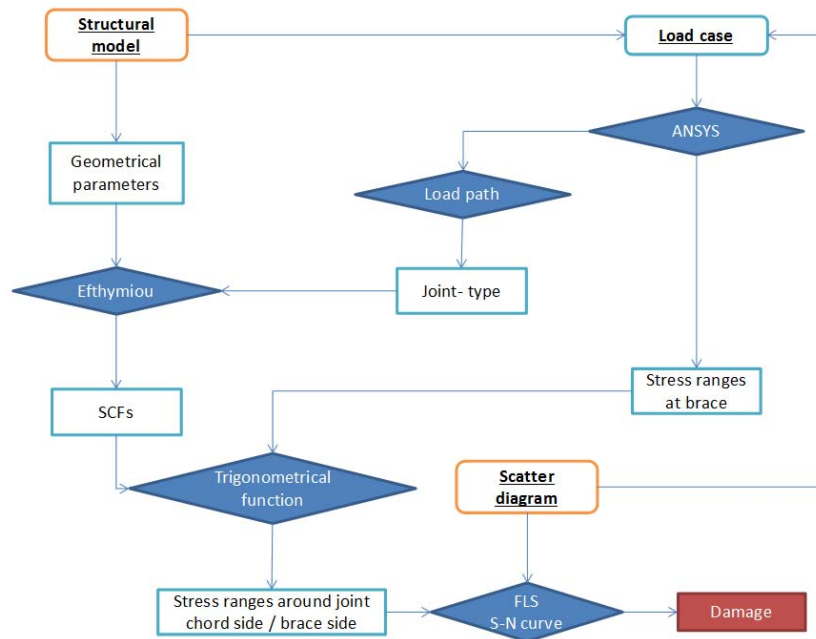 Structural
model
Load case
ANSYS
Geometrical
parameters
Load path
Efthymiou
Joint- type
SCFs
Stress ranges
at brace
Trigonometrical
function
Scatter
diagram
Stress ranges around joint
chord side / brace side
FLS
S-N curve
Damage